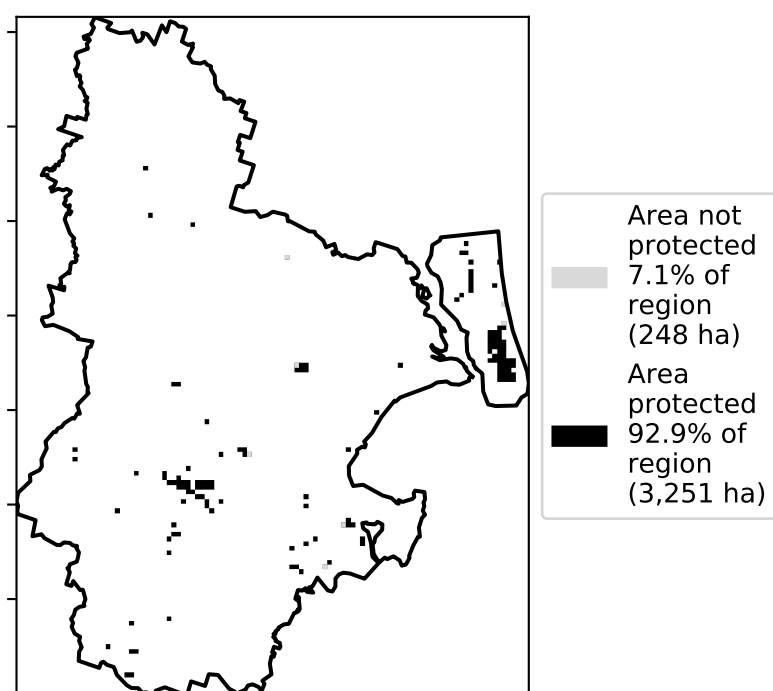 Area not
protected
7.1% of
region
(248 ha)
Area
protected
92.9% of
region
(3,251 ha)